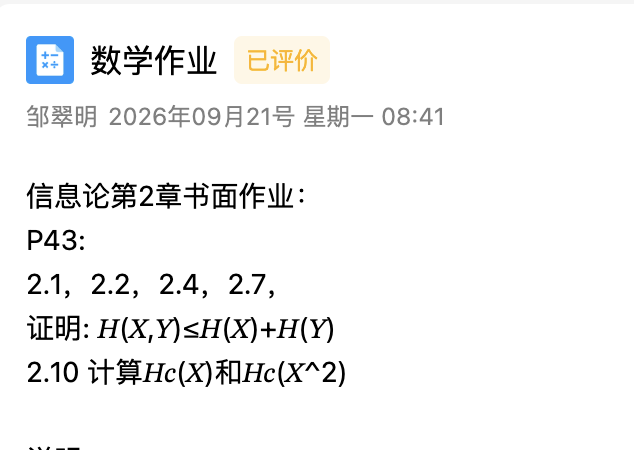 数学作业 已评价
邹翠明 2026年09月21号 星期一 08:41
信息论第2章书面作业：
P43:
2.1，2.2，2.4，2.7，
证明: H(X,Y)≤H(X)+H(Y)
2.10 计算Hc(X)和Hc(X^2)